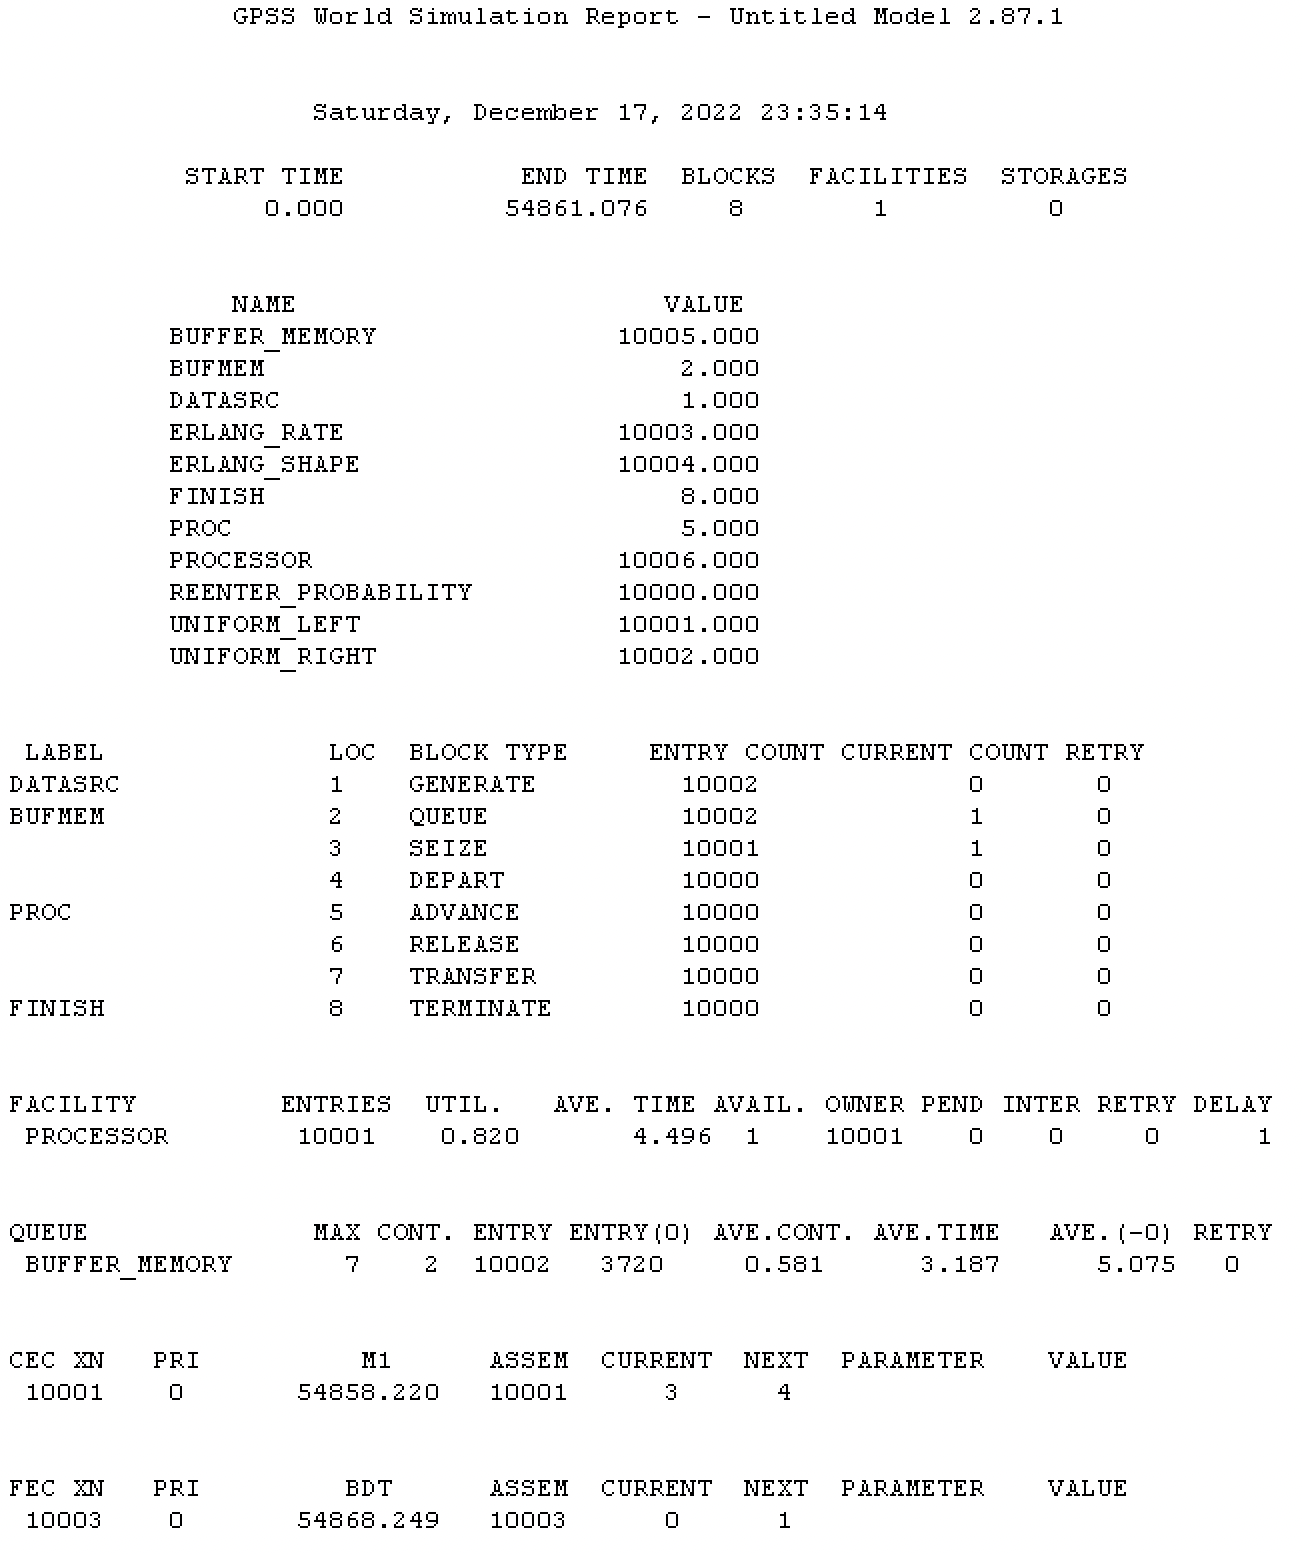 GPSS World Simulation Report - Untitled Model 2.87.1
Saturday, December 17, 2022 23:35:14
START TIME END TIME BLOCKS FACILITIES STORAGES
0.000 54861.076 8 1 0
NAME VALUE
BUFFER_MEMORY 10005.000
BUFMEM 2.000
DATASRC 1.000
ERLANG_RATE 10003.000
ERLANG_SHAPE 10004.000
FINISH 8.000
PROC 5.000
PROCESSOR 10006.000
REENTER_PROBABILITY 10000.000
UNIFORM_LEFT 10001.000
UNIFORM_RIGHT 10002.000
LABEL LOC BLOCK TYPE ENTRY COUNT CURRENT COUNT RETRY
DATASRC 1 GENERATE 10002 0 0
BUFMEM 2 QUEUE 10002 1 0
3 SEIZE 10001 1 0
4 DEPART 10000 0 0
PROC 5 ADVANCE 10000 0 0
6 RELEASE 10000 0 0
7 TRANSFER 10000 0 0
FINISH 8 TERMINATE 10000 0 0
FACILITY ENTRIES UTIL. AVE. TIME AVAIL. OWNER PEND INTER RETRY DELAY
PROCESSOR 10001 0.820 4.496 1 10001 0 0 0 1
QUEUE MAX CONT. ENTRY ENTRY(0) AVE.CONT. AVE.TIME AVE.(-0) RETRY
BUFFER_MEMORY 7 2 10002 3720 0.581 3.187 5.075 0
CEC XN PRI M1 ASSEM CURRENT NEXT PARAMETER VALUE
10001 0 54858.220 10001 3 4
FEC XN PRI BDT ASSEM CURRENT NEXT PARAMETER VALUE
10003 0 54868.249 10003 0 1